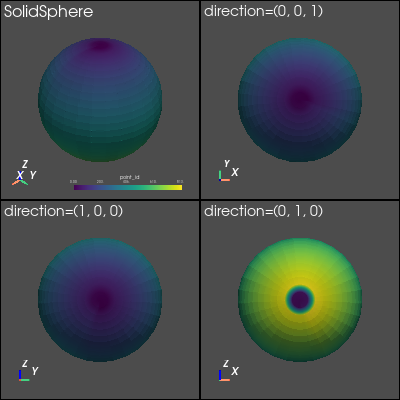 SolidSphere
direction=(0, 0, 1)
Z
X Y
point_id
Y
X
direction=(1, 0, 0)
direction=(0, 1, 0)
Z
Y
Z
X